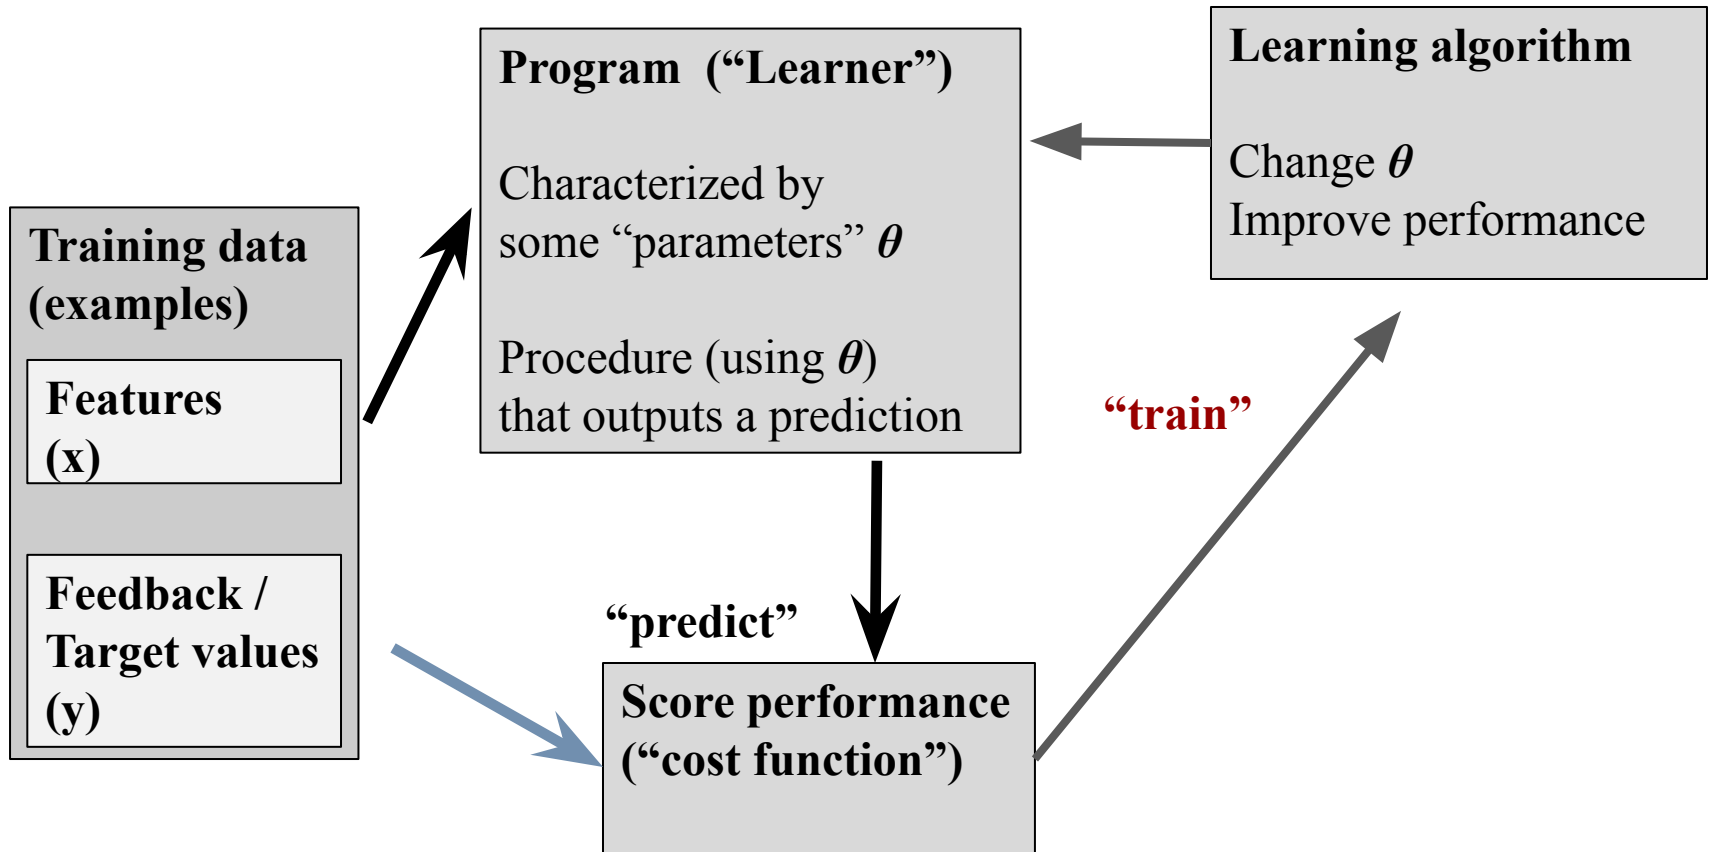 Training data
(examples)
Features
(x)
Feedback /
Target values
(y)
Program  (“Learner”)
Characterized by
some “parameters” θ
Procedure (using θ)
that outputs a prediction
Learning algorithm
Change θ
Improve performance
“train”
“predict”
Score performance
(“cost function”)